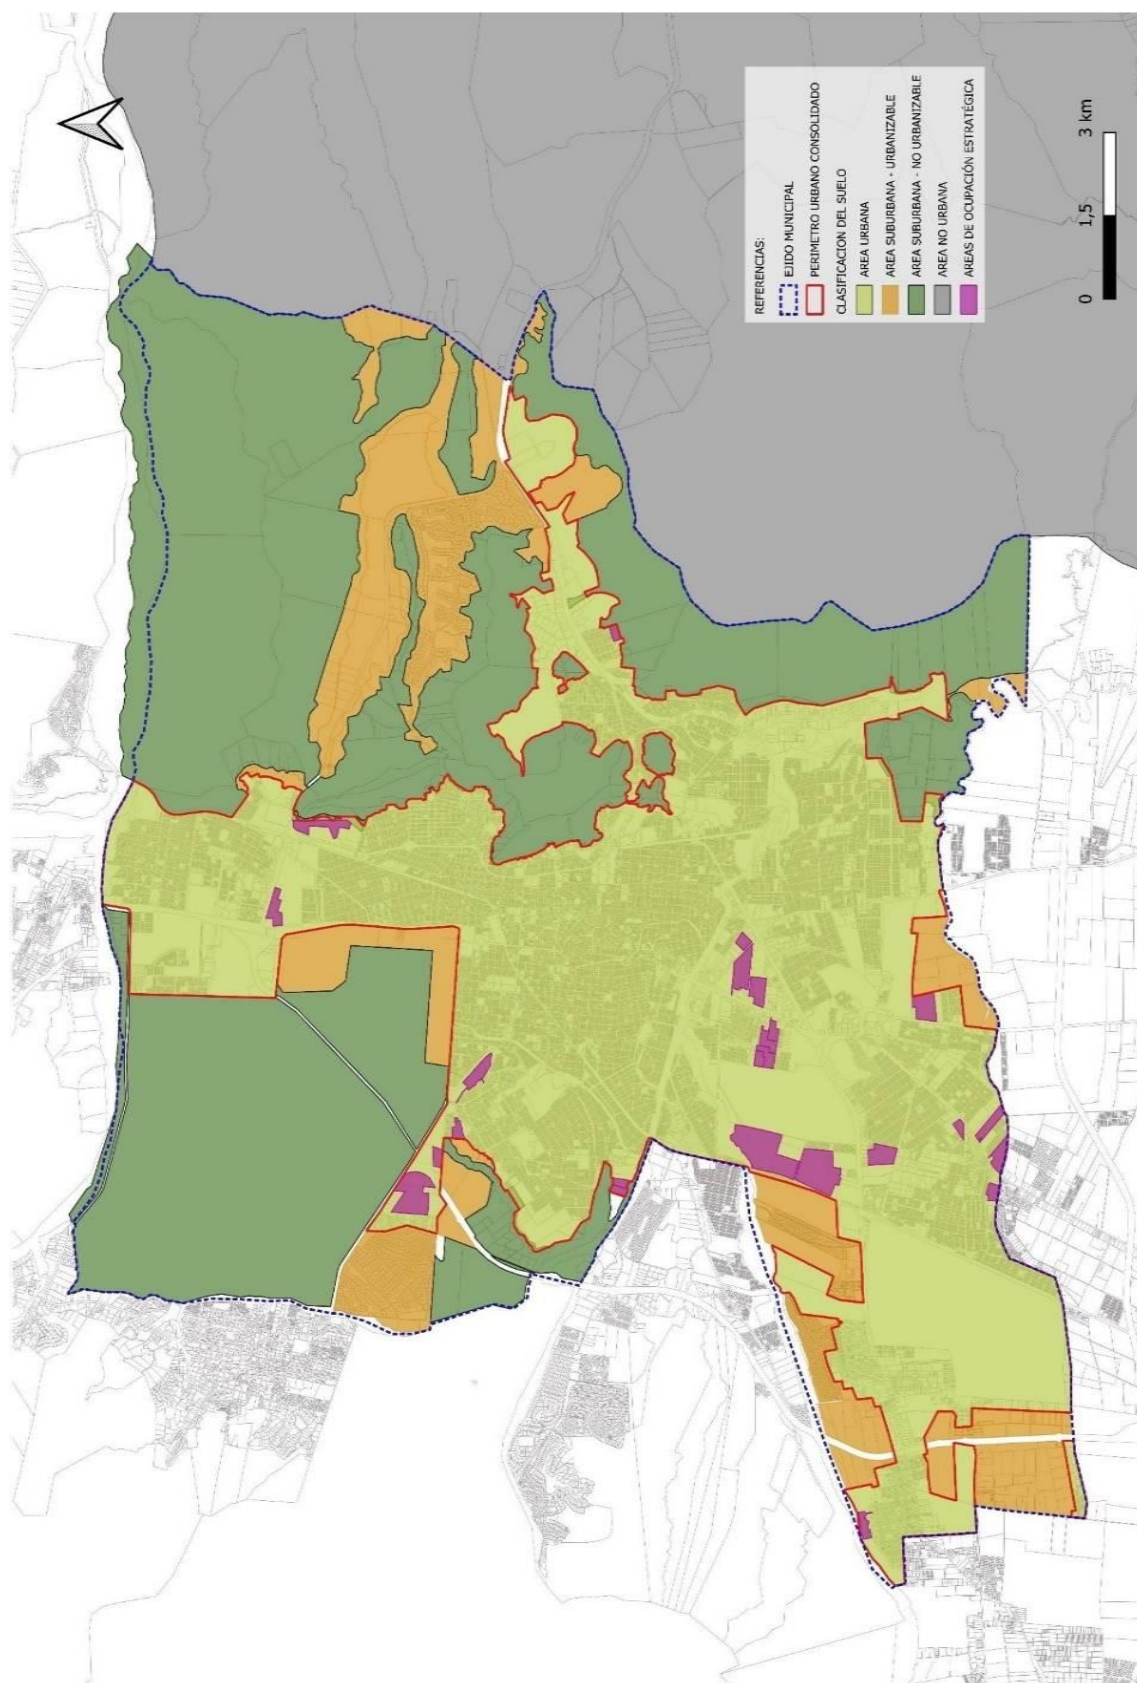 REFERENCIAS:
EJIDO MUNICIPAL
PERIMETRO URBANO CONSOLIDADO
CLASIFICACION DEL SUELO
AREA URBANA
AREA SUBURBANA - URBANIZABLE
AREA SUBURBANA - NO URBANIZABLE
AREA NO URBANA
AREAS DE OCUPACIÓN ESTRATÉGICA
0 1,5 3 km